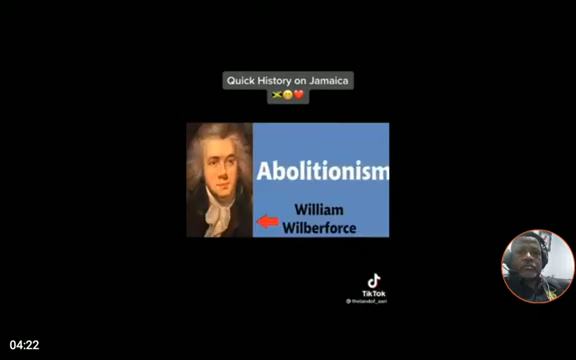 Quick History on Jamaica
🇯🇲😁❤️
Abolitionism
William
Wilberforce
TikTok
04:22